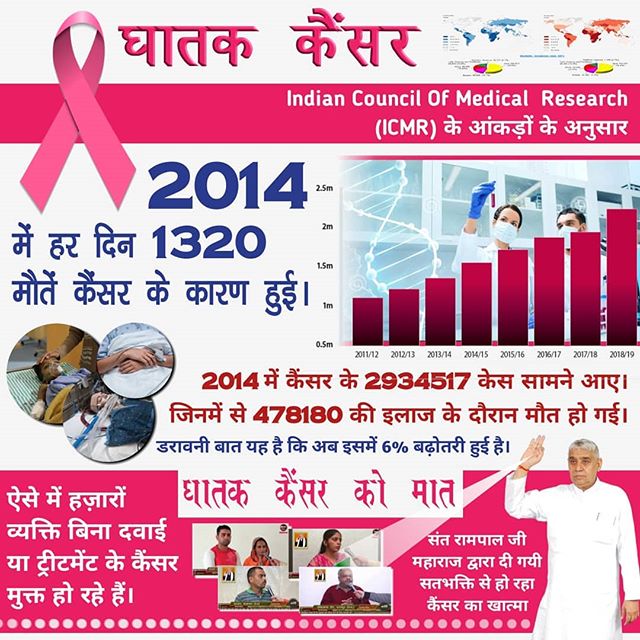 घातक कैंसर
Indian Council Of Medical Research
(ICMR) के आंकड़ों के अनुसार
2014
में हर दिन 1320
मौतें कैंसर के कारण हुई।
2.5m
2m
1.5m
1m
0.5m
2011/12 2012/13 2013/14 2014/15 2015/16 2016/17 2017/18 2018/19
2014 में कैंसर के 2934517 केस सामने आए।
जिनमें से 478180 की इलाज के दौरान मौत हो गई।
डरावनी बात यह है कि अब इसमें 6% बढ़ोतरी हुई है।
घातक कैंसर को मात
ऐसे में हज़ारों
व्यक्ति बिना दवाई
या ट्रीटमेंट के कैंसर
मुक्त हो रहे हैं।
संत रामपाल जी
महाराज द्वारा दी गयी
सतभक्ति से हो रहा
कैंसर का खात्मा